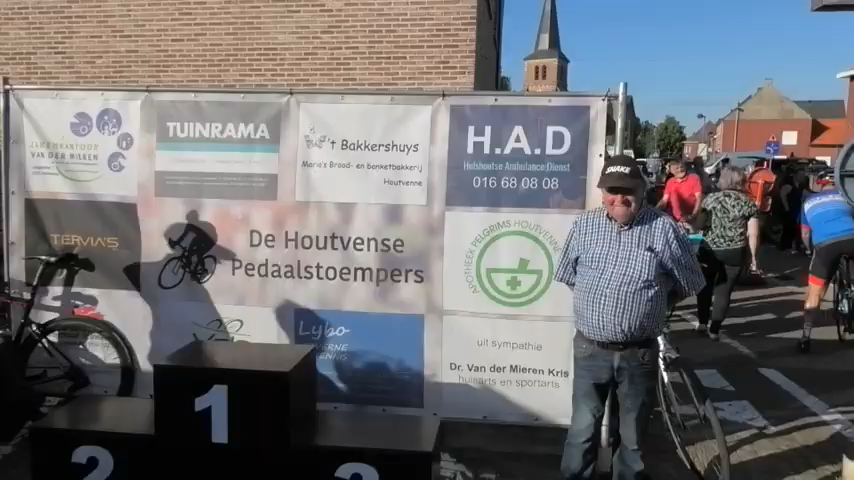 ZAKENKANTOOR
VAN DER MIEREN
TUINRAMA
't Bakkershuys
Marie's Brood- en banketbakkerij
Houtvenne
H.A.D
Hulshoutse Ambulance Dienst
016 68 08 08
TERVIA'S
De Houtvense
Pedaalstoempers
APOTHEEK PELGRIMS HOUTVENNE
Lybo
uit sympathie
Dr. Van der Mieren Kris
huisarts en sportarts
SNAKE
1
2
3